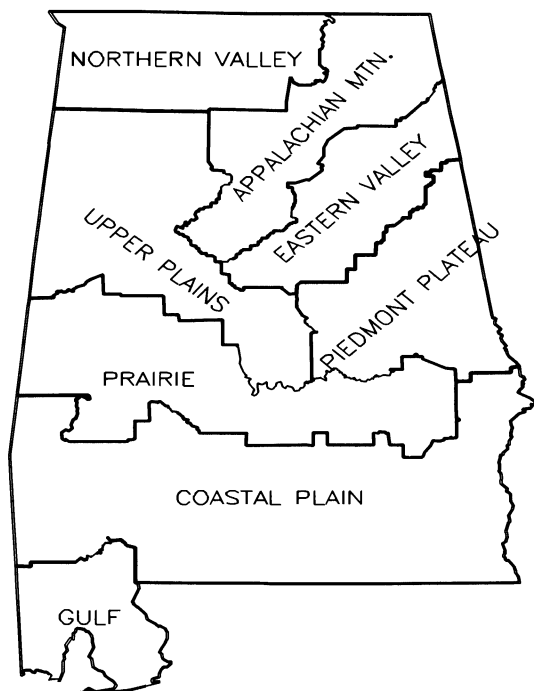 NORTHERN VALLEY
APPALACHIAN MTN.
EASTERN VALLEY
UPPER PLAINS
PIEDMONT PLATEAU
PRAIRIE
COASTAL PLAIN
GULF